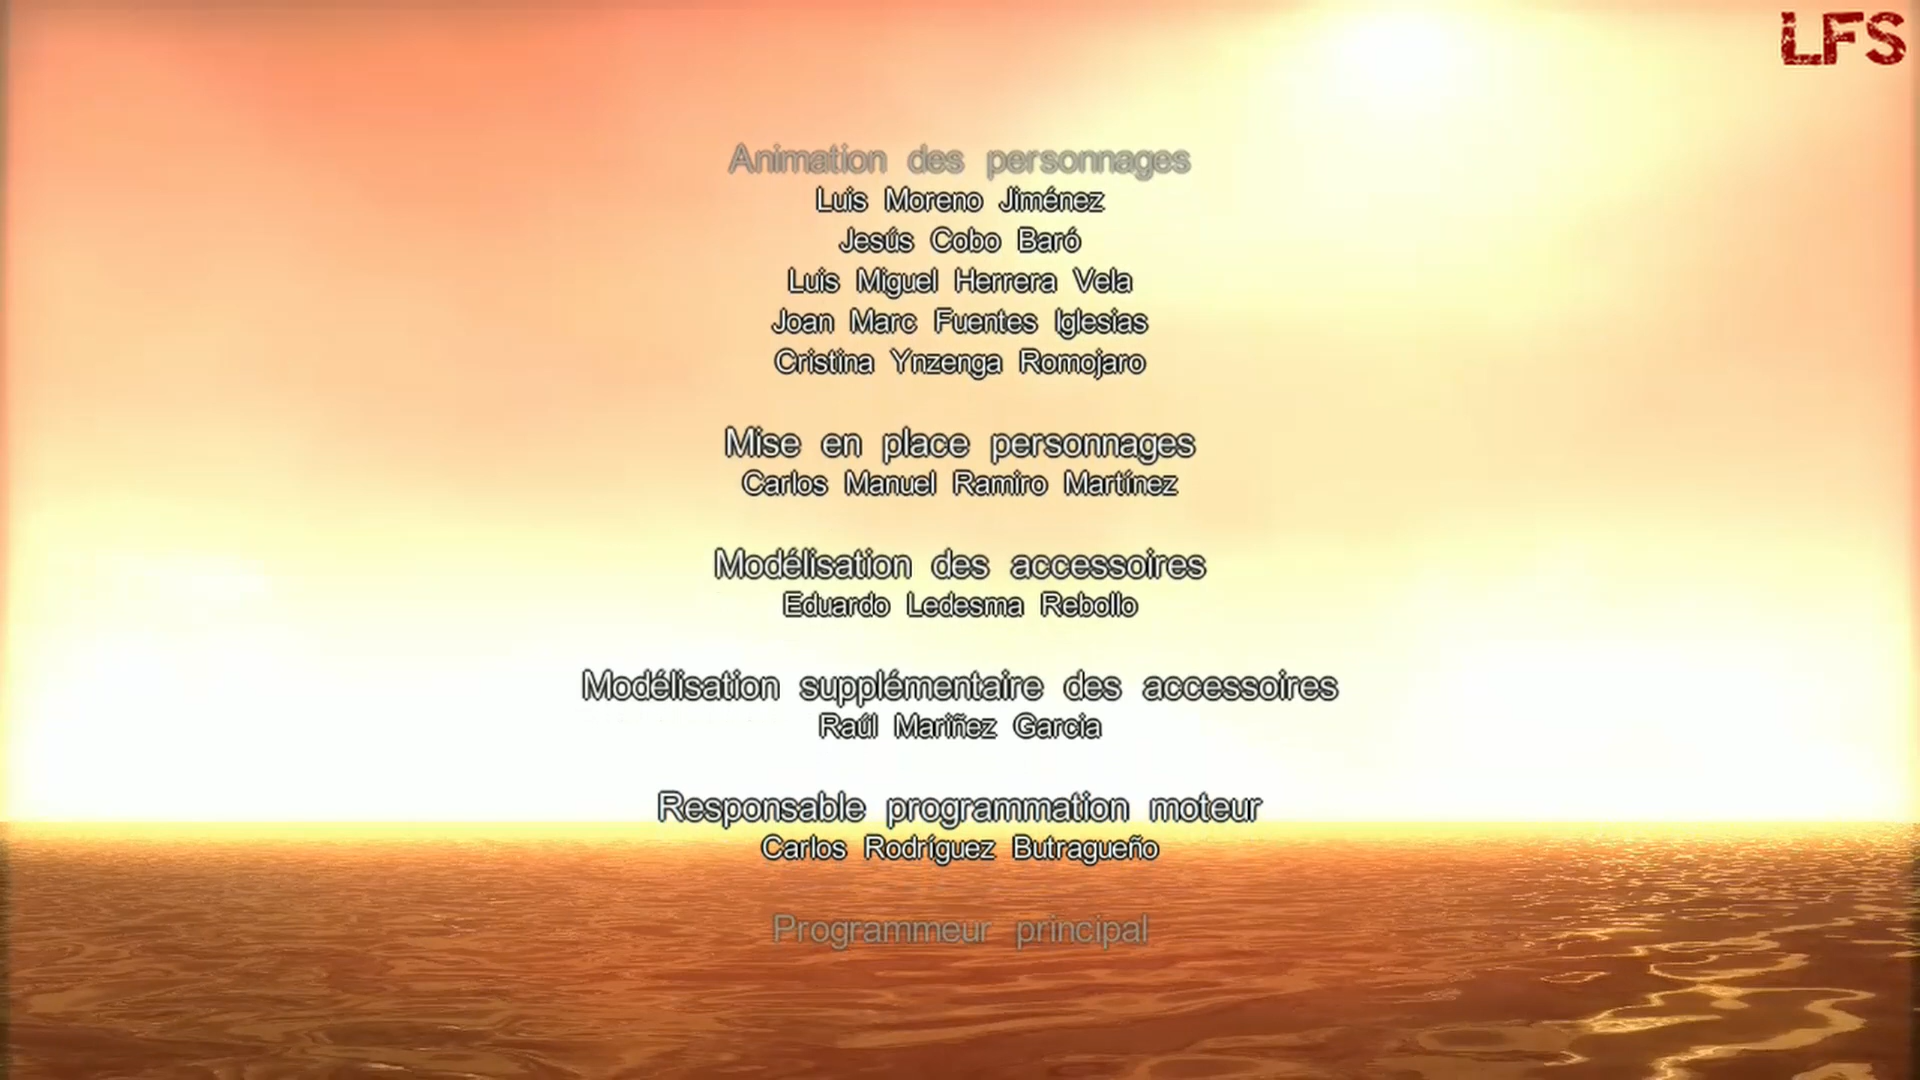 LFS
Animation des personnages
Luis Moreno Jiménez
Jesús Cobo Baró
Luis Miguel Herrera Vela
Joan Marc Fuentes Iglesias
Cristina Ynzenga Romojaro
Mise en place personnages
Carlos Manuel Ramiro Martínez
Modélisation des accessoires
Eduardo Ledesma Rebollo
Modélisation supplémentaire des accessoires
Raúl Mariñez Garcia
Responsable programmation moteur
Carlos Rodríguez Butragueño
Programmeur principal